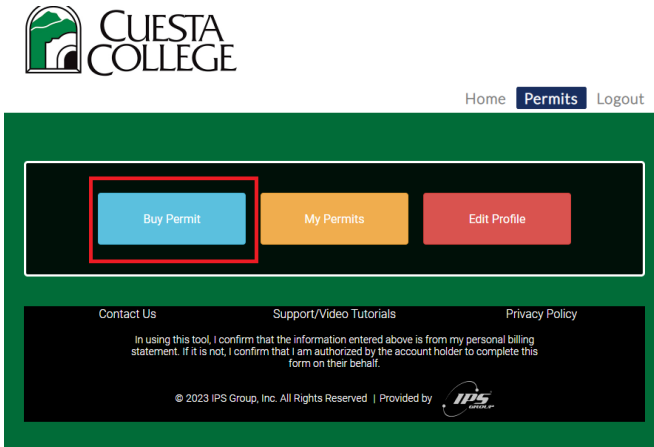 CUESTA
COLLEGE
Home Permits Logout
Buy Permit My Permits Edit Profile
Contact Us Support/Video Tutorials Privacy Policy
In using this tool, I confirm that the information entered above is from my personal billing
statement. If it is not, I confirm that I am authorized by the account holder to complete this
form on their behalf.
© 2023 IPS Group, Inc. All Rights Reserved | Provided by IPS
GROUP